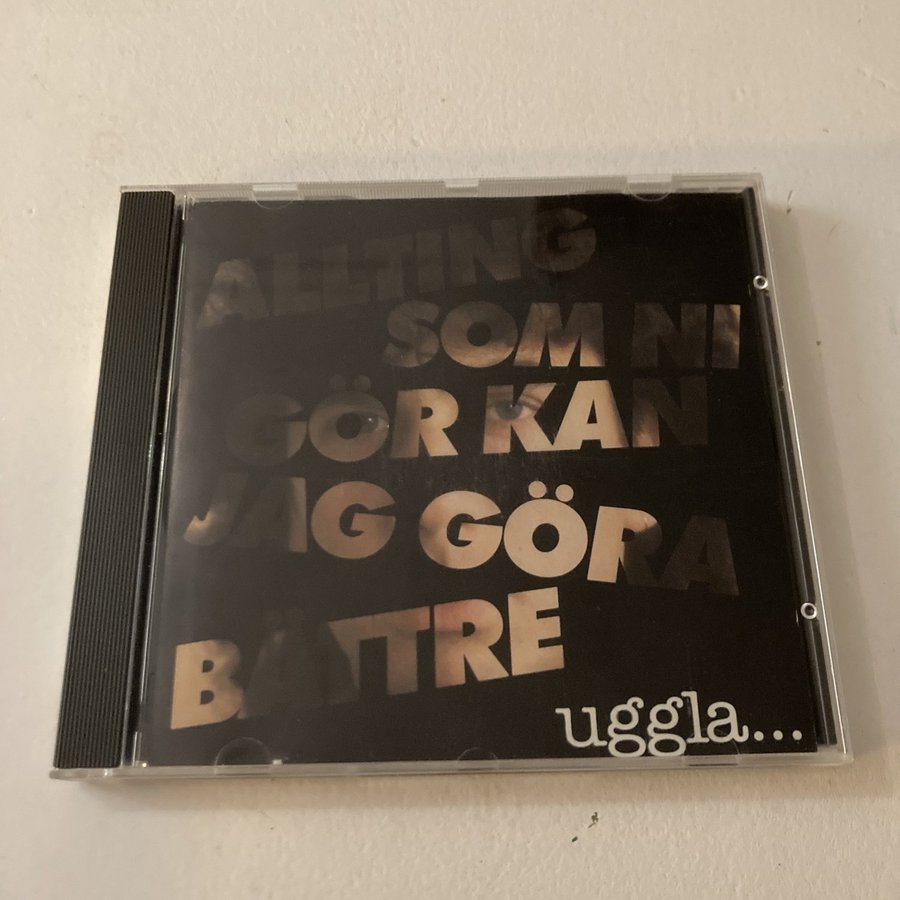 ALLTING
SOM NI
GÖR KAN
JAG GÖRA
BÄTTRE
uggla...